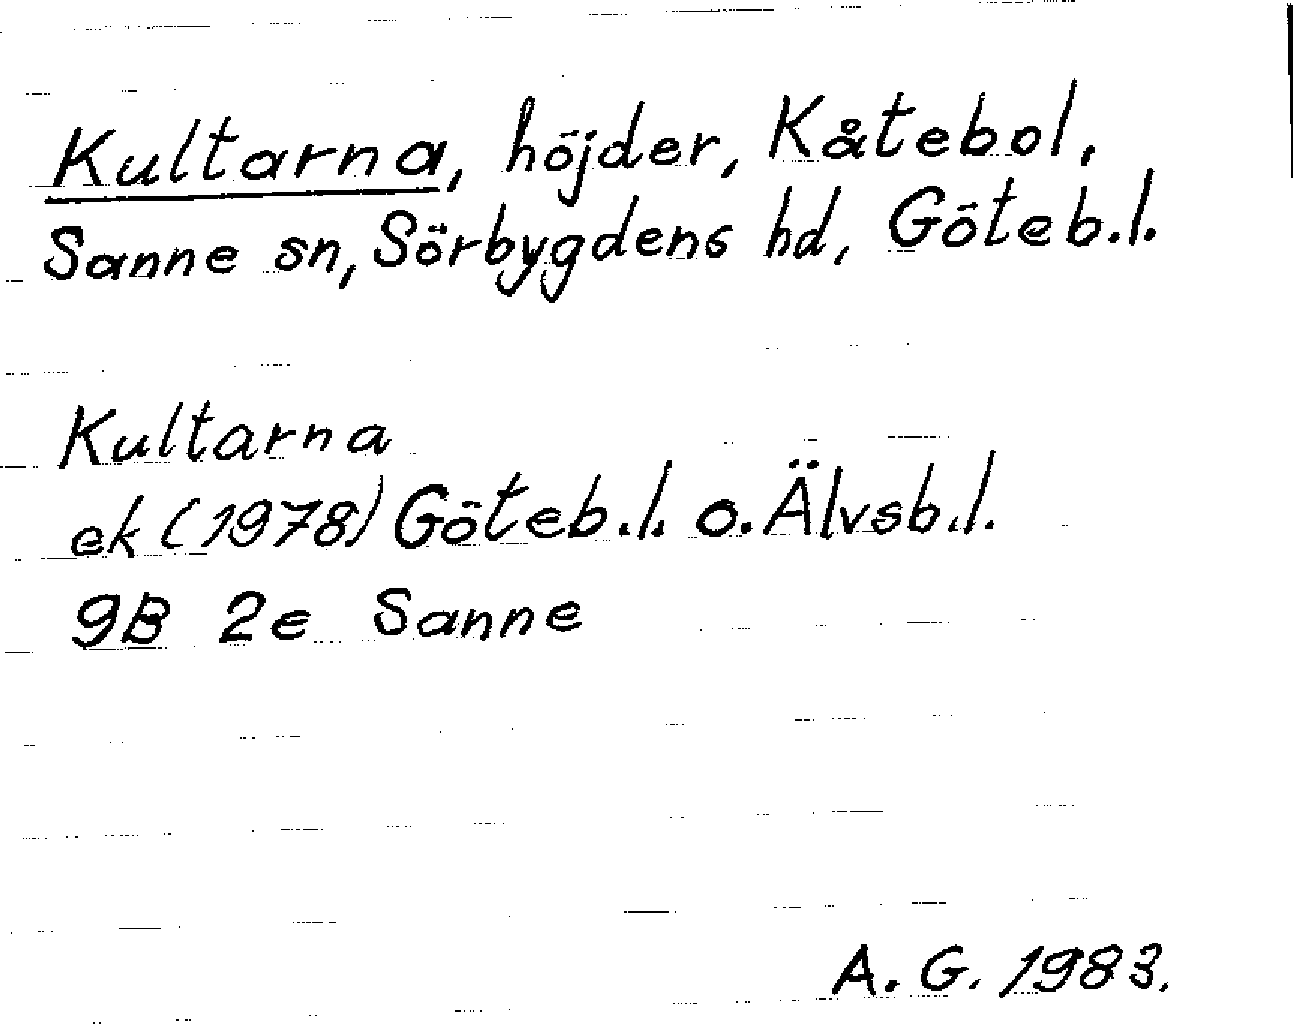 Kultarna, höjder, Kåtebol,
Sanne sn, Sörbygdens hd, Göteb.l.
Kultarna
ek (1978) Göteb.l. o. Älvsb.l.
9B 2e Sanne
A. G. 1983.